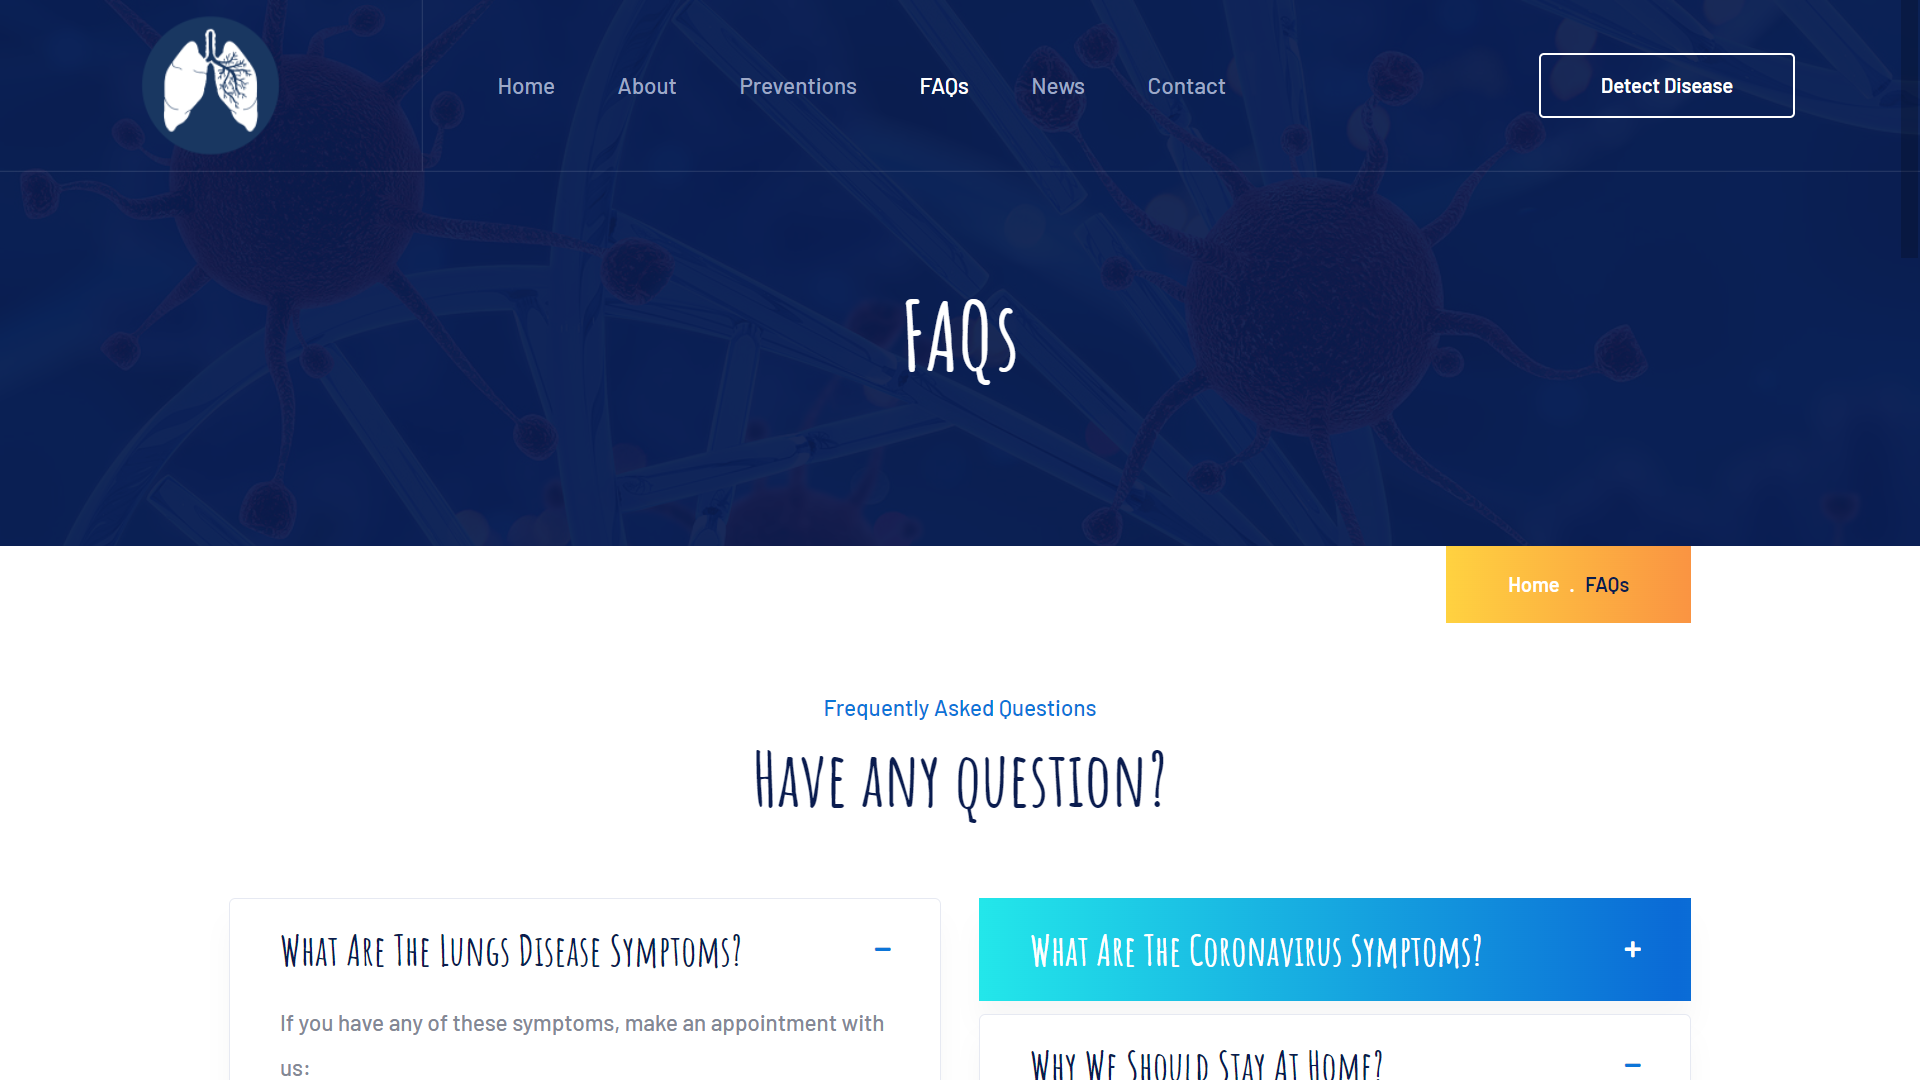 Home About Preventions FAQs News Contact Detect Disease
FAQs
Home . FAQs
Frequently Asked Questions
Have any question?
What Are The Lungs Disease Symptoms?
What Are The Coronavirus Symptoms?
If you have any of these symptoms, make an appointment with
us:
Why We Should Stay At Home?